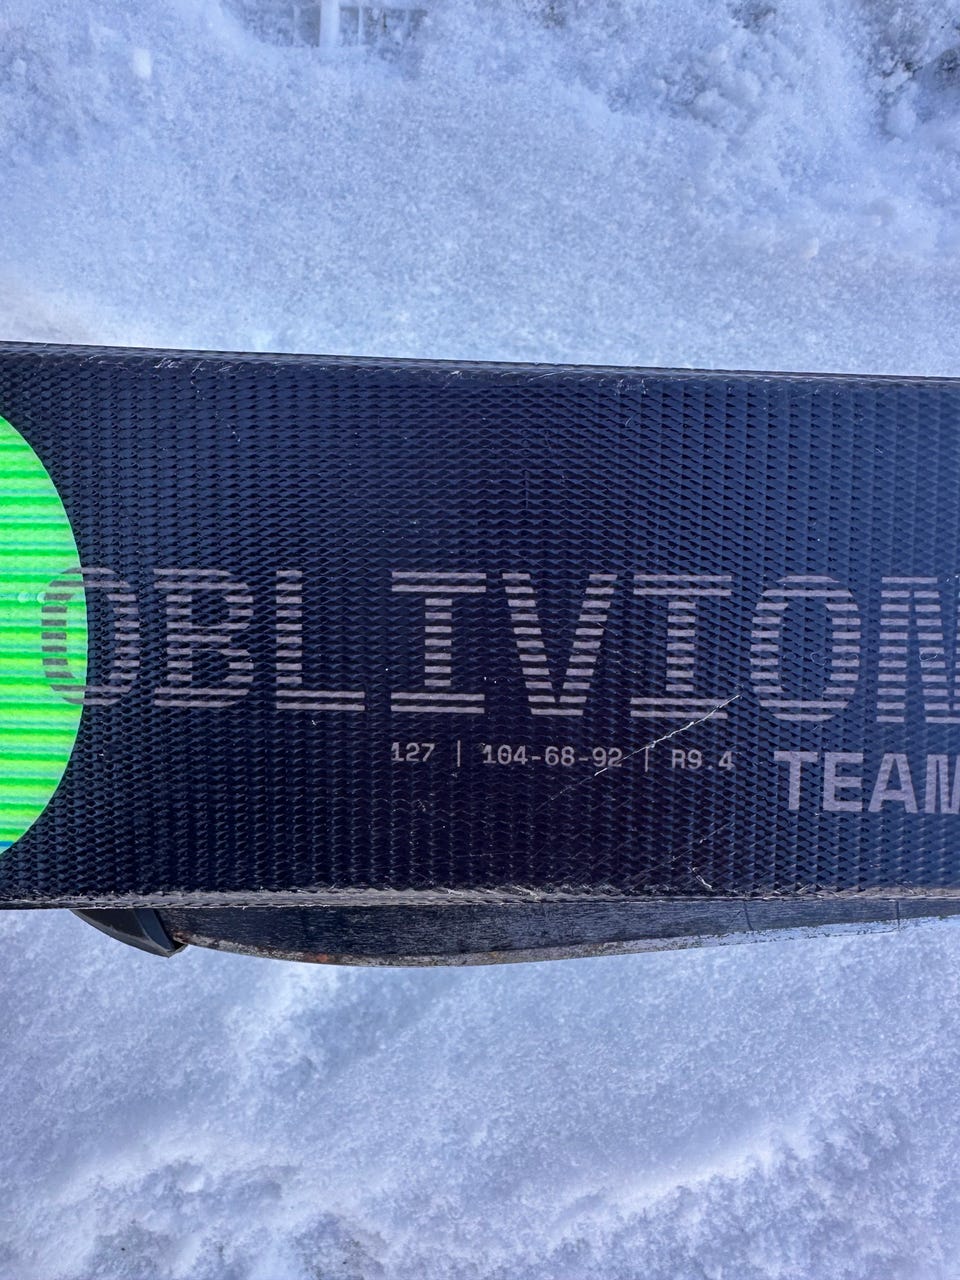 OBLIVION
127 | 104-68-92 | R9.4
TEAM